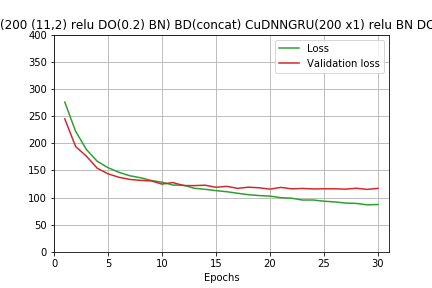 (200 (11,2) relu DO(0.2) BN) BD(concat) CuDNNGRU(200 x1) relu BN DO
400
350
300
250
200
150
100
50
0
Loss
Validation loss
0 5 10 15 20 25 30
Epochs